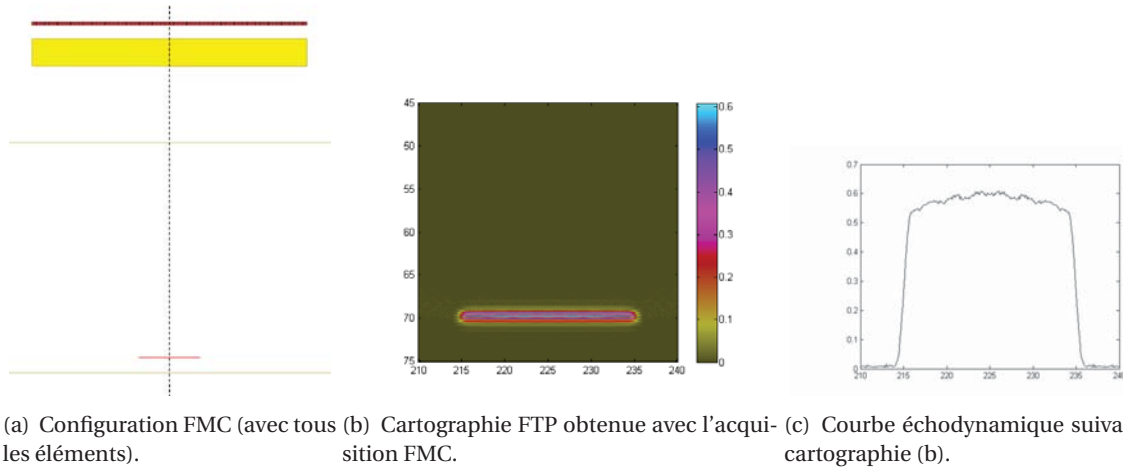 45
50
55
60
65
70
75
210 215 220 225 230 235 240
0.6
0.5
0.4
0.3
0.2
0.1
0
0.7
0.6
0.5
0.4
0.3
0.2
0.1
0
210 215 220 225 230 235 240
(a) Configuration FMC (avec tous
les éléments).
(b) Cartographie FTP obtenue avec l'acqui-
sition FMC.
(c) Courbe échodynamique suiva
cartographie (b).